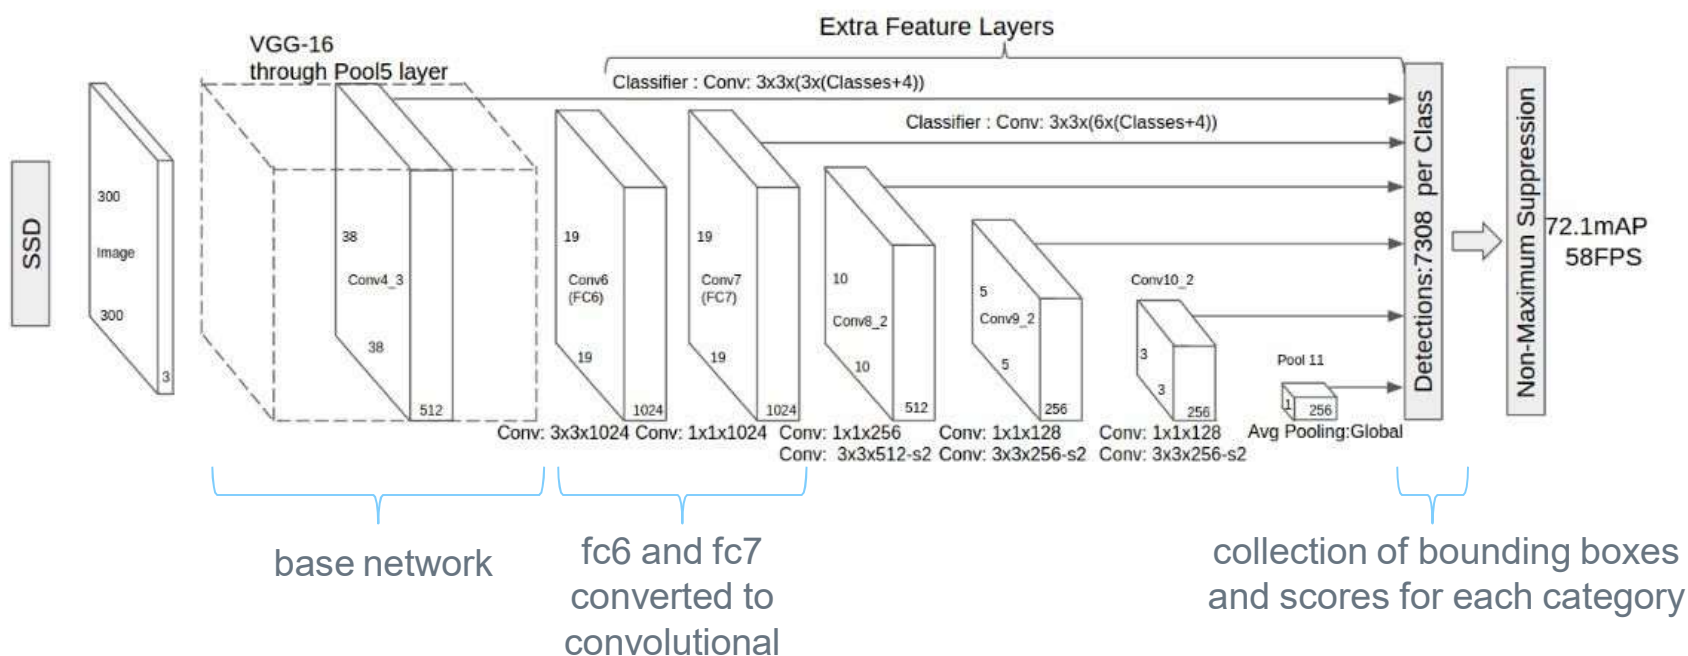 Extra Feature Layers
VGG-16
through Pool5 layer
Classifier : Conv: 3x3x(3x(Classes+4))
Classifier : Conv: 3x3x(6x(Classes+4))
SSD
300
Image
300
3
38
Conv4_3
38
512
19
Conv6
(FC6)
19
1024
19
Conv7
(FC7)
19
1024
10
Conv8_2
10
512
5
Conv9_2
5
256
Conv10_2
3
3
256
Pool 11
1
256
Detections:7308 per Class
Non-Maximum Suppression
72.1mAP
58FPS
Conv: 3x3x1024
Conv: 1x1x1024
Conv: 1x1x256
Conv: 3x3x512-s2
Conv: 1x1x128
Conv: 3x3x256-s2
Conv: 1x1x128
Conv: 3x3x256-s2
Avg Pooling:Global
base network
fc6 and fc7
converted to
convolutional
collection of bounding boxes
and scores for each category